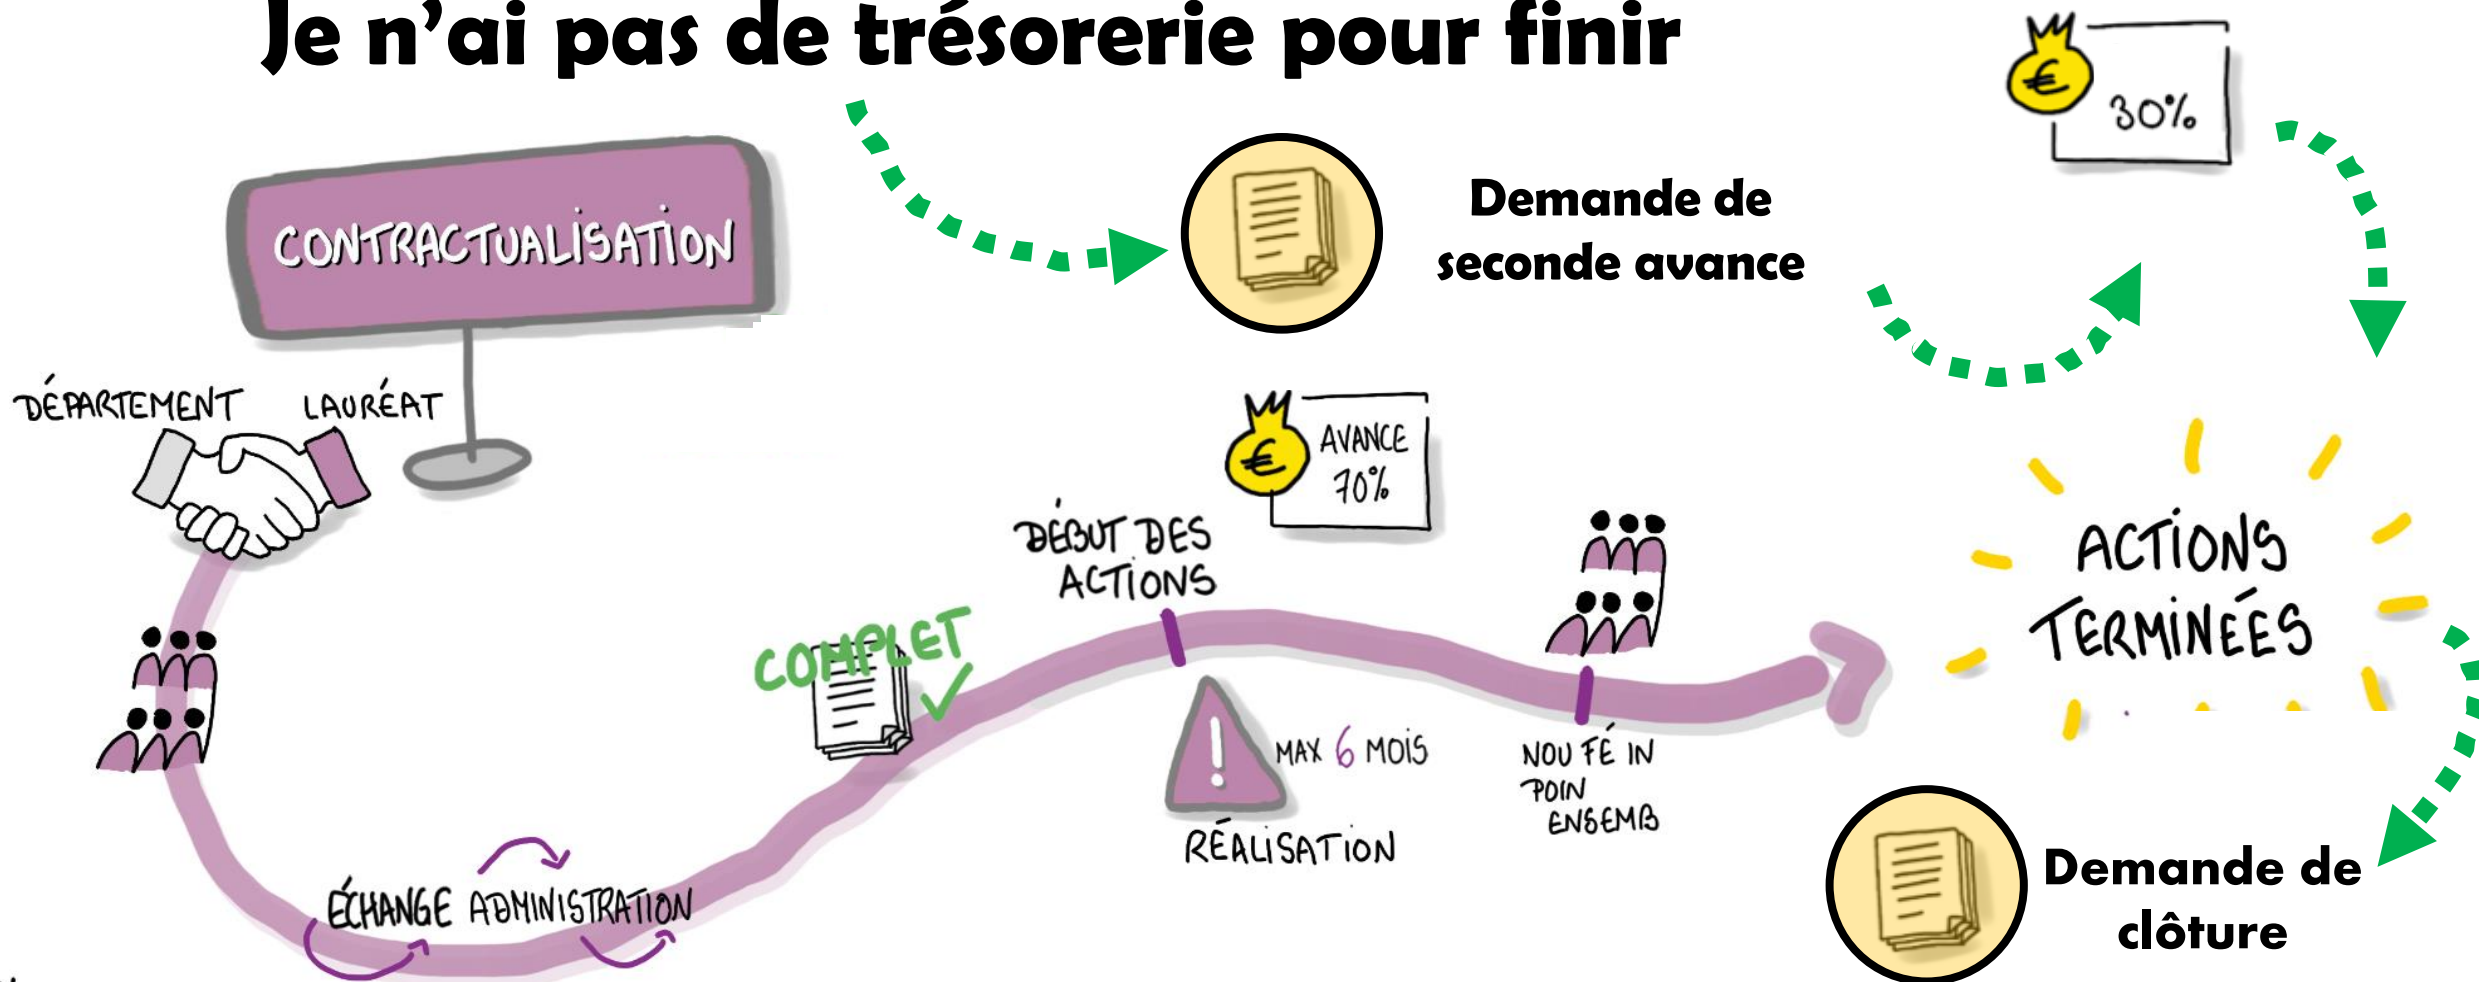 Je n'ai pas de trésorerie pour finir
30%
CONTRACTUALISATION
Demande de
seconde avance
DÉPARTEMENT
LAURÉAT
AVANCE
70%
DÉBUT DES
ACTIONS
ACTIONS
TERMINÉES
COMPLET
MAX 6 MOIS
RÉALISATION
NOU FÉ IN
POIN
ENSEMB
ÉCHANGE ADMINISTRATION
Demande de
clôture